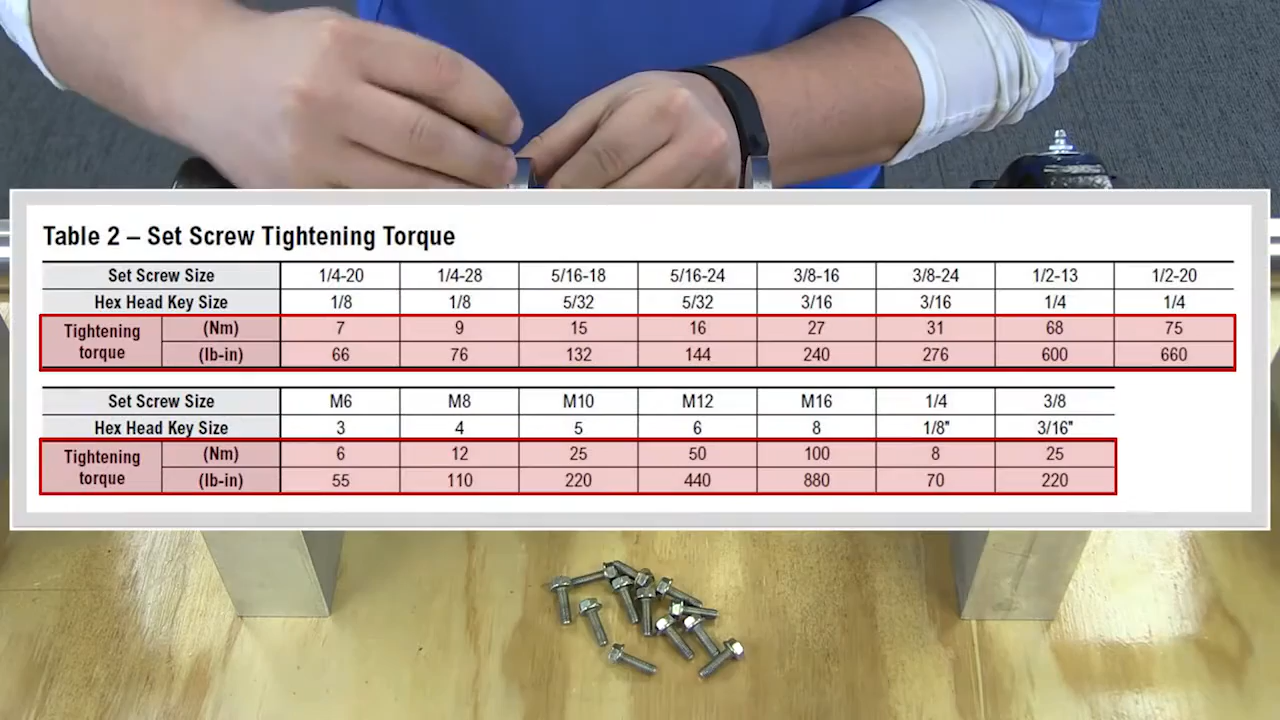 Table 2 – Set Screw Tightening Torque
Set Screw Size 1/4-20 1/4-28 5/16-18 5/16-24 3/8-16 3/8-24 1/2-13 1/2-20
Hex Head Key Size 1/8 1/8 5/32 5/32 3/16 3/16 1/4 1/4
Tightening torque (Nm) 7 9 15 16 27 31 68 75
(lb-in) 66 76 132 144 240 276 600 660
Set Screw Size M6 M8 M10 M12 M16 1/4 3/8
Hex Head Key Size 3 4 5 6 8 1/8" 3/16"
Tightening torque (Nm) 6 12 25 50 100 8 25
(lb-in) 55 110 220 440 880 70 220